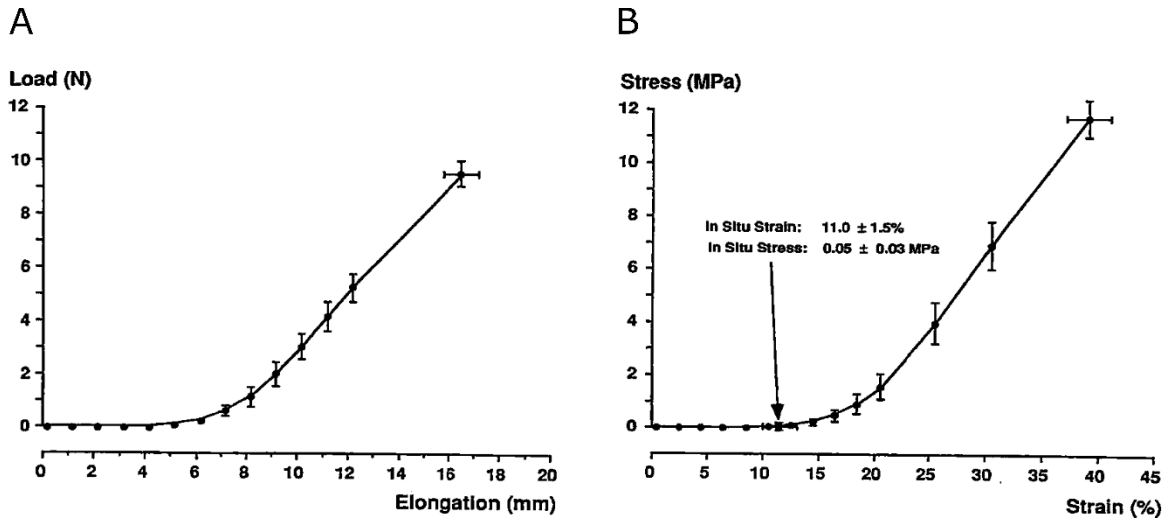 A
Load (N)
12
10
8
6
4
2
0
0 2 4 6 8 10 12 14 16 18 20
Elongation (mm)
B
Stress (MPa)
12
10
8
6
4
2
0
In Situ Strain: 11.0 ± 1.5%
In Situ Stress: 0.05 ± 0.03 MPa
0 5 10 15 20 25 30 35 40 45
Strain (%)